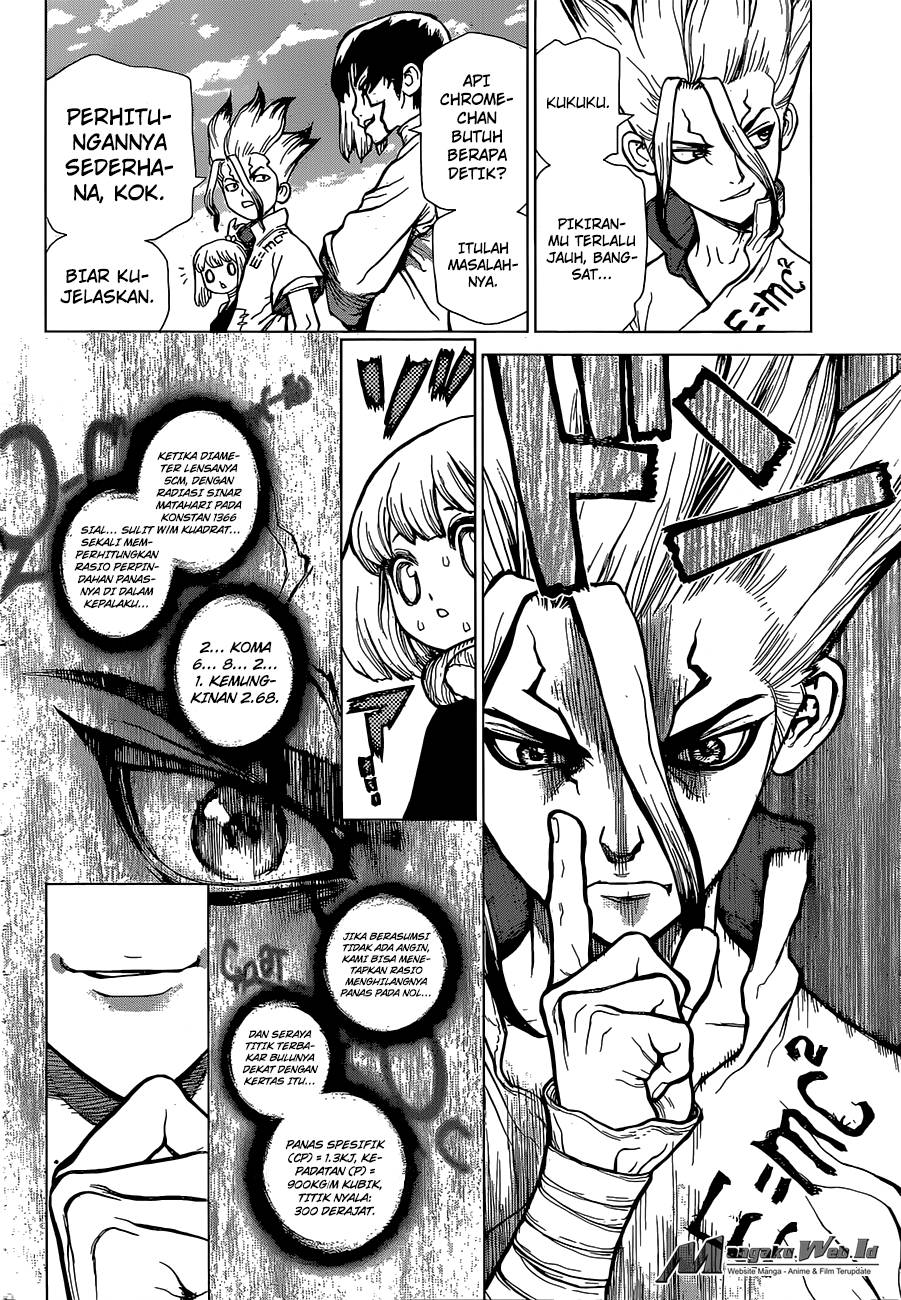 KUKUKU.
PIKIRAN-
MU TERLALU
JAUH, BANG-
SAT...
E=mc²
API
CHROME-
CHAN
BUTUH
BERAPA
DETIK?
ITULAH
MASALAH-
NYA.
PERHITU-
NGANNYA
SEDERHA-
NA, KOK.
BIAR KU-
JELASKAN.
E=mc²
KETIKA DIAME-
TER LENSANYA
5CM, DENGAN
RADIASI SINAR
MATAHARI PADA
KONSTAN 1366
W/M KUADRAT...
SIAL... SULIT
SEKALI MEM-
PERHITUNGKAN
RASIO PERPIN-
DAHAN PANAS-
NYA DI DALAM
KEPALAKU...
2... KOMA
6... 8... 2...
1. KEMUNG-
KINAN 2.68.
JIKA BERASUMSI
TIDAK ADA ANGIN,
KAMI BISA MENE-
TAPKAN RASIO
MENGHILANGNYA
PANAS PADA NOL...
DAN SERAYA
TITIK TERBA-
KAR BULUNYA
DEKAT DENGAN
KERTAS ITU...
PANAS SPESIFIK
(CP) = 1.3KJ, KE-
PADATAN (P) =
900KG/M KUBIK,
TITIK NYALA:
300 DERAJAT.
E=mc²
Mangaku.Web.Id
Website Manga - Anime & Film Terupdate